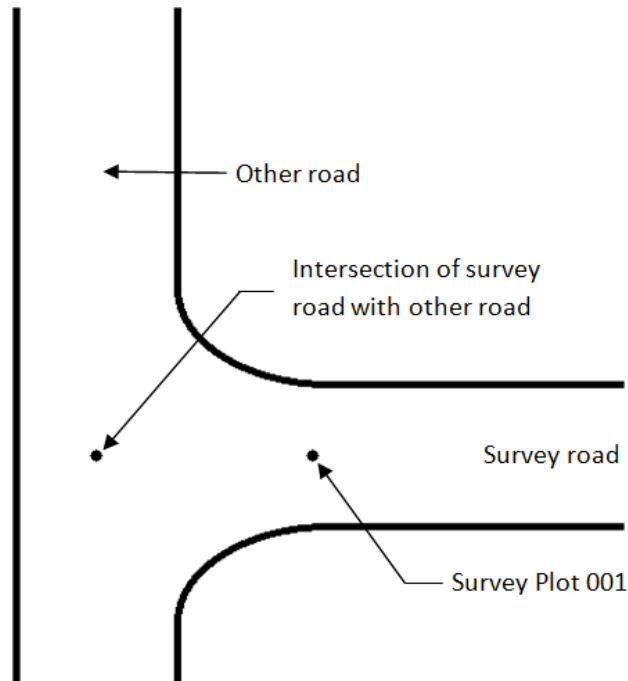 Other road
Intersection of survey
road with other road
Survey road
Survey Plot 001